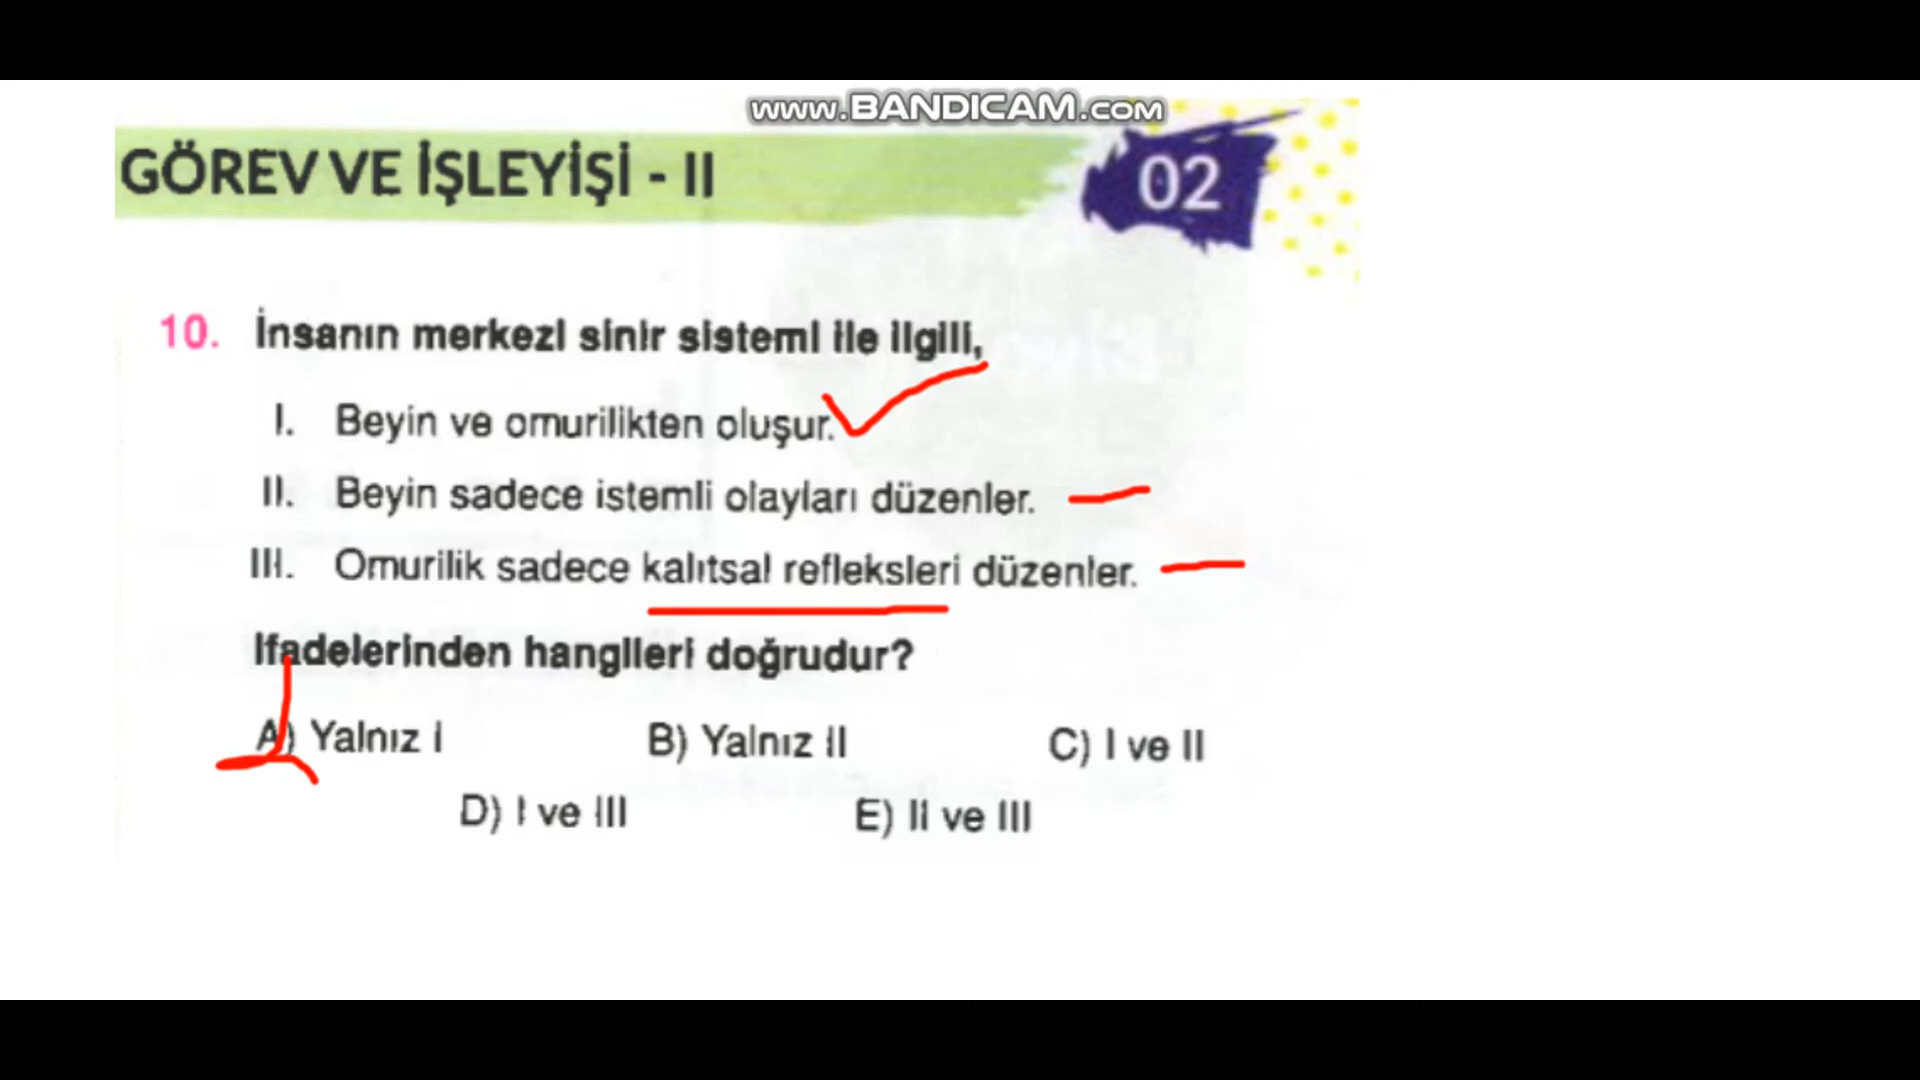 www.BANDICAM.com
GÖREV VE İŞLEYİŞİ - II
02
10. İnsanın merkezi sinir sistemi ile ilgili,
I. Beyin ve omurilikten oluşur.
II. Beyin sadece istemli olayları düzenler.
III. Omurilik sadece kalıtsal refleksleri düzenler.
ifadelerinden hangileri doğrudur?
A) Yalnız I B) Yalnız II C) I ve II
D) I ve III E) II ve III